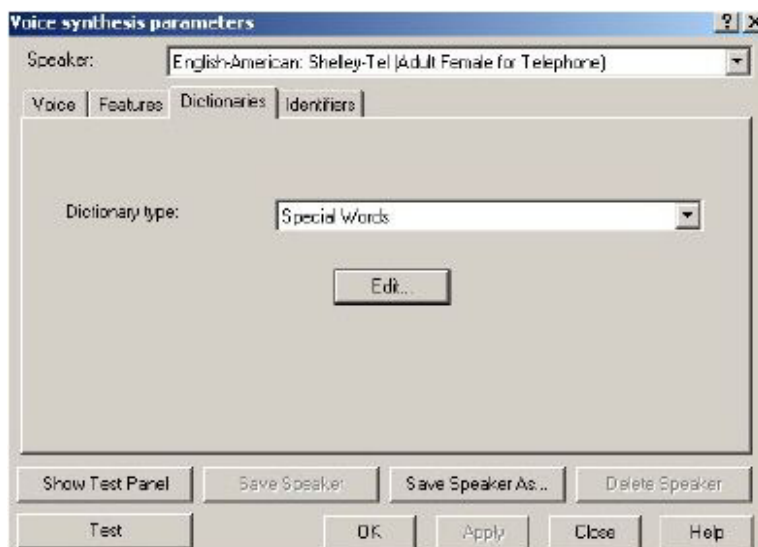 Voice synthesis parameters
Speaker: English-American: Shelley-Tel (Adult Female for Telephone)
Voice Features Dictionaries Identifiers
Dictionary type: Special Words
Edit...
Show Test Panel Save Speaker Save Speaker As... Delete Speaker
Test OK Apply Close Help